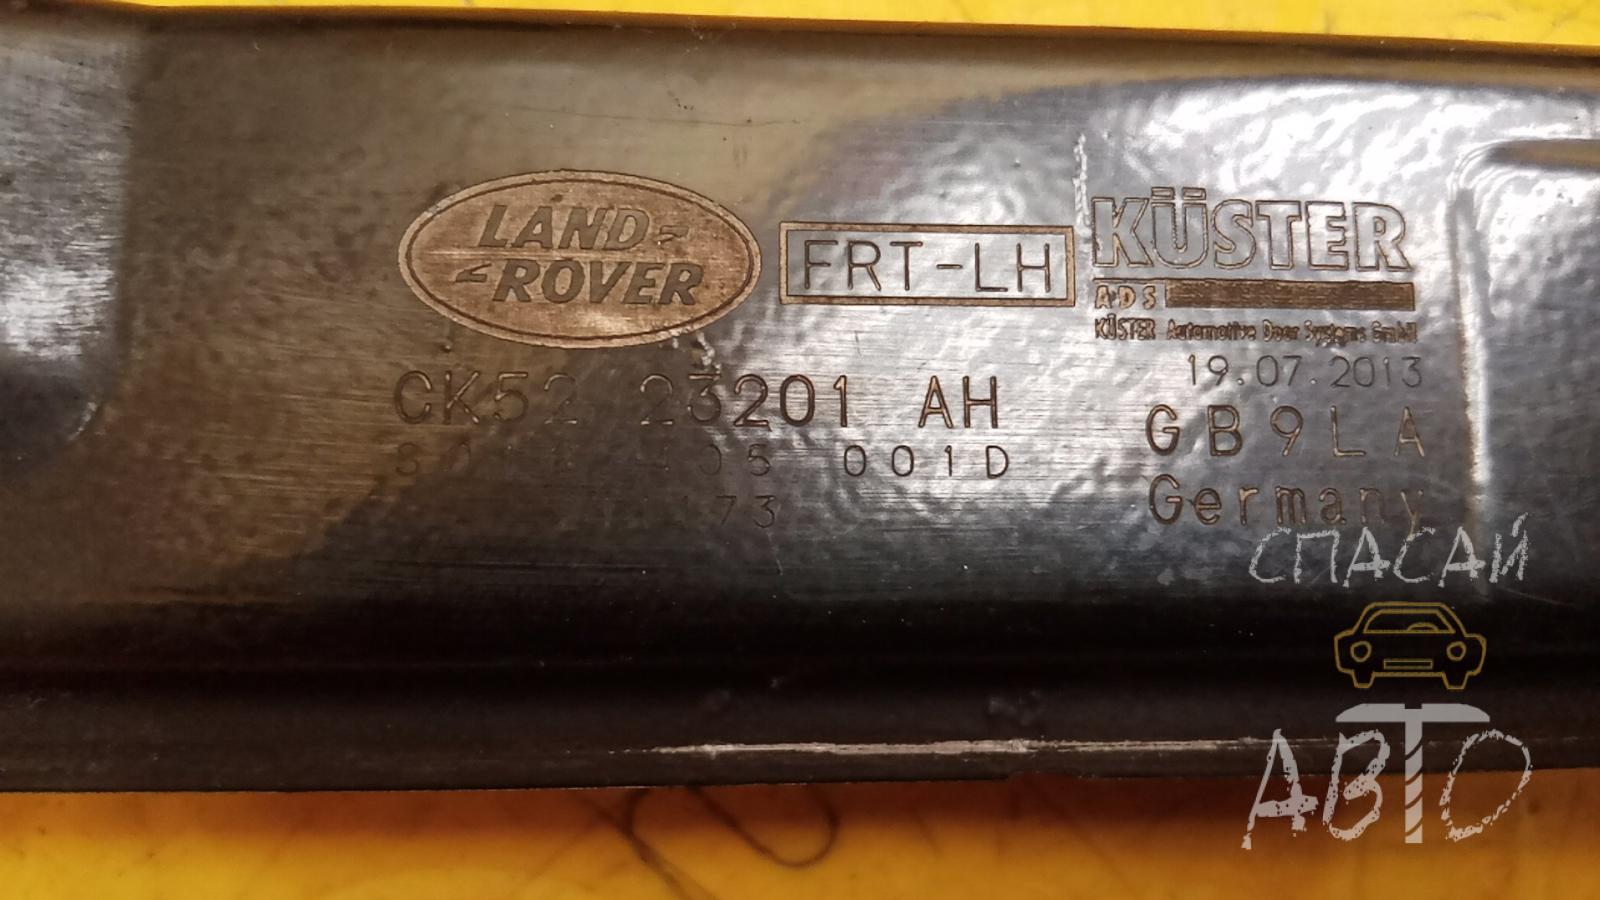 LAND
ROVER
FRT-LH
KÜSTER
ADS
KÜSTER Automotive Door Systems GmbH
19.07.2013
CK52 23201 AH
GB9LA
001D
Germany
СПАСАЙ
АВТО